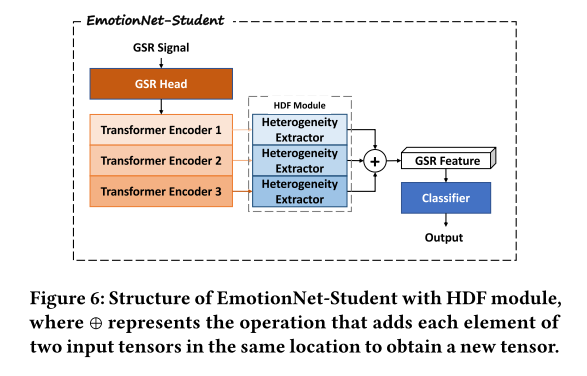 EmotionNet-Student
GSR Signal
GSR Head
HDF Module
Transformer Encoder 1
Heterogeneity
Extractor
Transformer Encoder 2
Heterogeneity
Extractor
+
GSR Feature
Transformer Encoder 3
Heterogeneity
Extractor
Classifier
Output
Figure 6: Structure of EmotionNet-Student with HDF module,
where ⊕ represents the operation that adds each element of
two input tensors in the same location to obtain a new tensor.